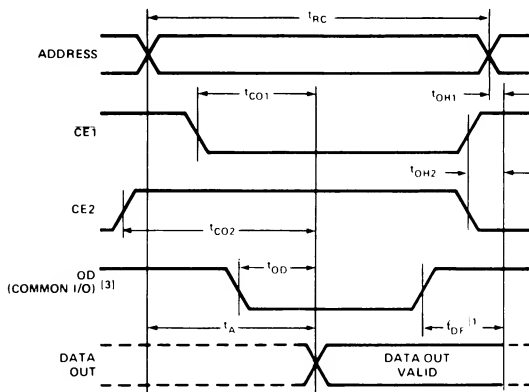 tRC
ADDRESS
tCO1
tOH1
CE1
tOH2
CE2
tCO2
OD
(COMMON I/O) [3]
tOD
tA
fDF [1
DATA
OUT
DATA OUT
VALID